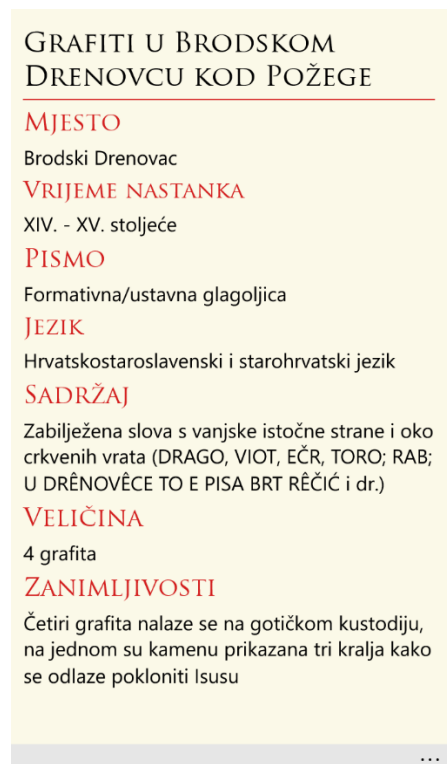 GRAFITI U BRODSKOM
DRENOVCU KOD POŽEGE
MJESTO
Brodski Drenovac
VRIJEME NASTANKA
XIV. - XV. stoljeće
PISMO
Formativna/ustavna glagoljica
JEZIK
Hrvatskostaroslavenski i starohrvatski jezik
SADRŽAJ
Zabilježena slova s vanjske istočne strane i oko
crkvenih vrata (DRAGO, VIOT, EČR, TORO; RAB;
U DRÊNOVÊCE TO E PISA BRT RÊČIĆ i dr.)
VELIČINA
4 grafita
ZANIMLJIVOSTI
Četiri grafita nalaze se na gotičkom kustodiju,
na jednom su kamenu prikazana tri kralja kako
se odlaze pokloniti Isusu
...